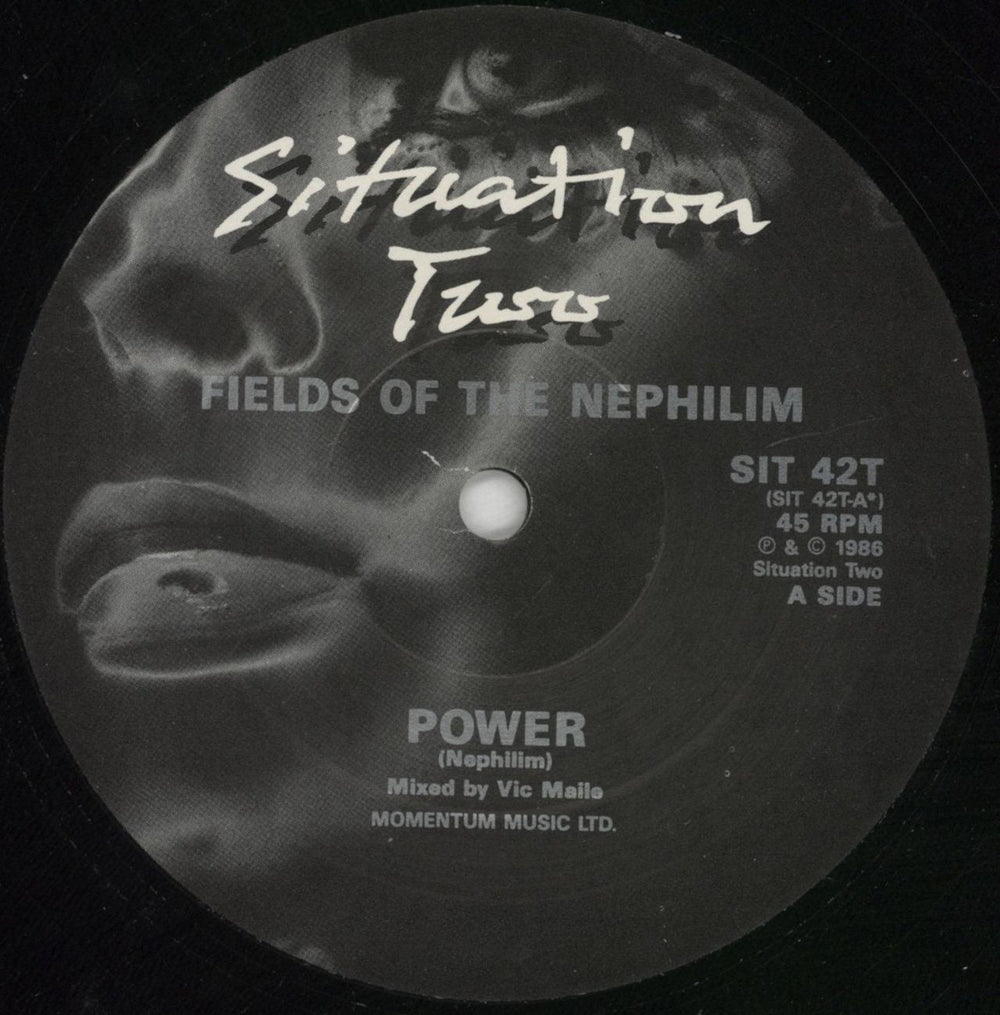 Situation
Two
FIELDS OF THE NEPHILIM
SIT 42T
(SIT 42T-A*)
45 RPM
℗ & © 1986
Situation Two
A SIDE
POWER
(Nephilim)
Mixed by Vic Maile
MOMENTUM MUSIC LTD.